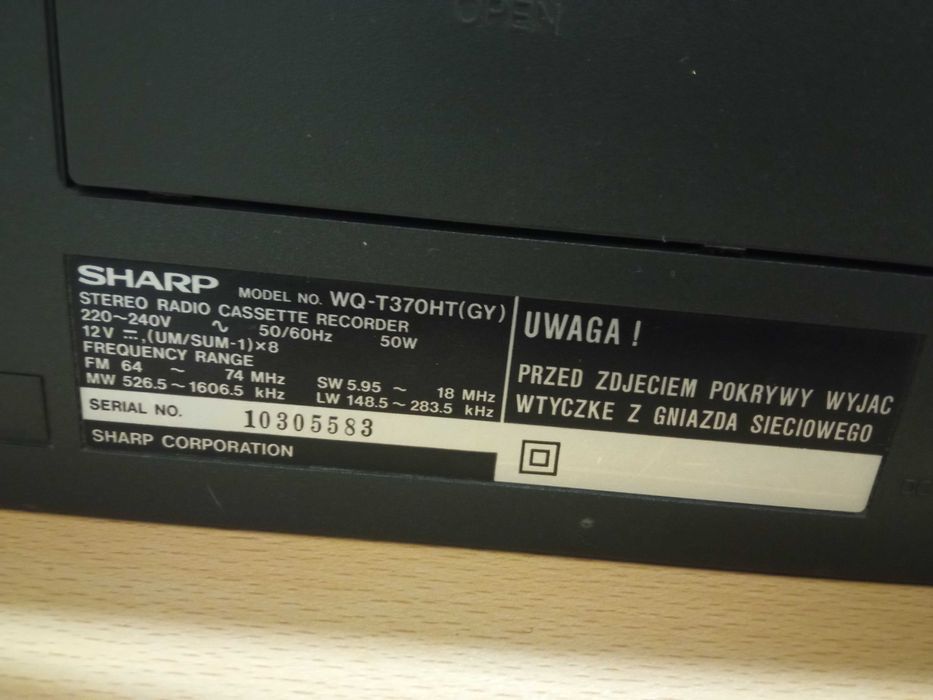 OPEN
SHARP MODEL NO. WQ-T370HT(GY)
STEREO RADIO CASSETTE RECORDER
220~240V ∿ 50/60Hz 50W
12V ⎓,(UM/SUM-1)×8
FREQUENCY RANGE
FM 64 ~ 74 MHz SW 5.95 ~ 18 MHz
MW 526.5~1606.5 kHz LW 148.5~283.5 kHz
SERIAL NO. 10305583
SHARP CORPORATION
UWAGA !
PRZED ZDJECIEM POKRYWY WYJAC
WTYCZKE Z GNIAZDA SIECIOWEGO